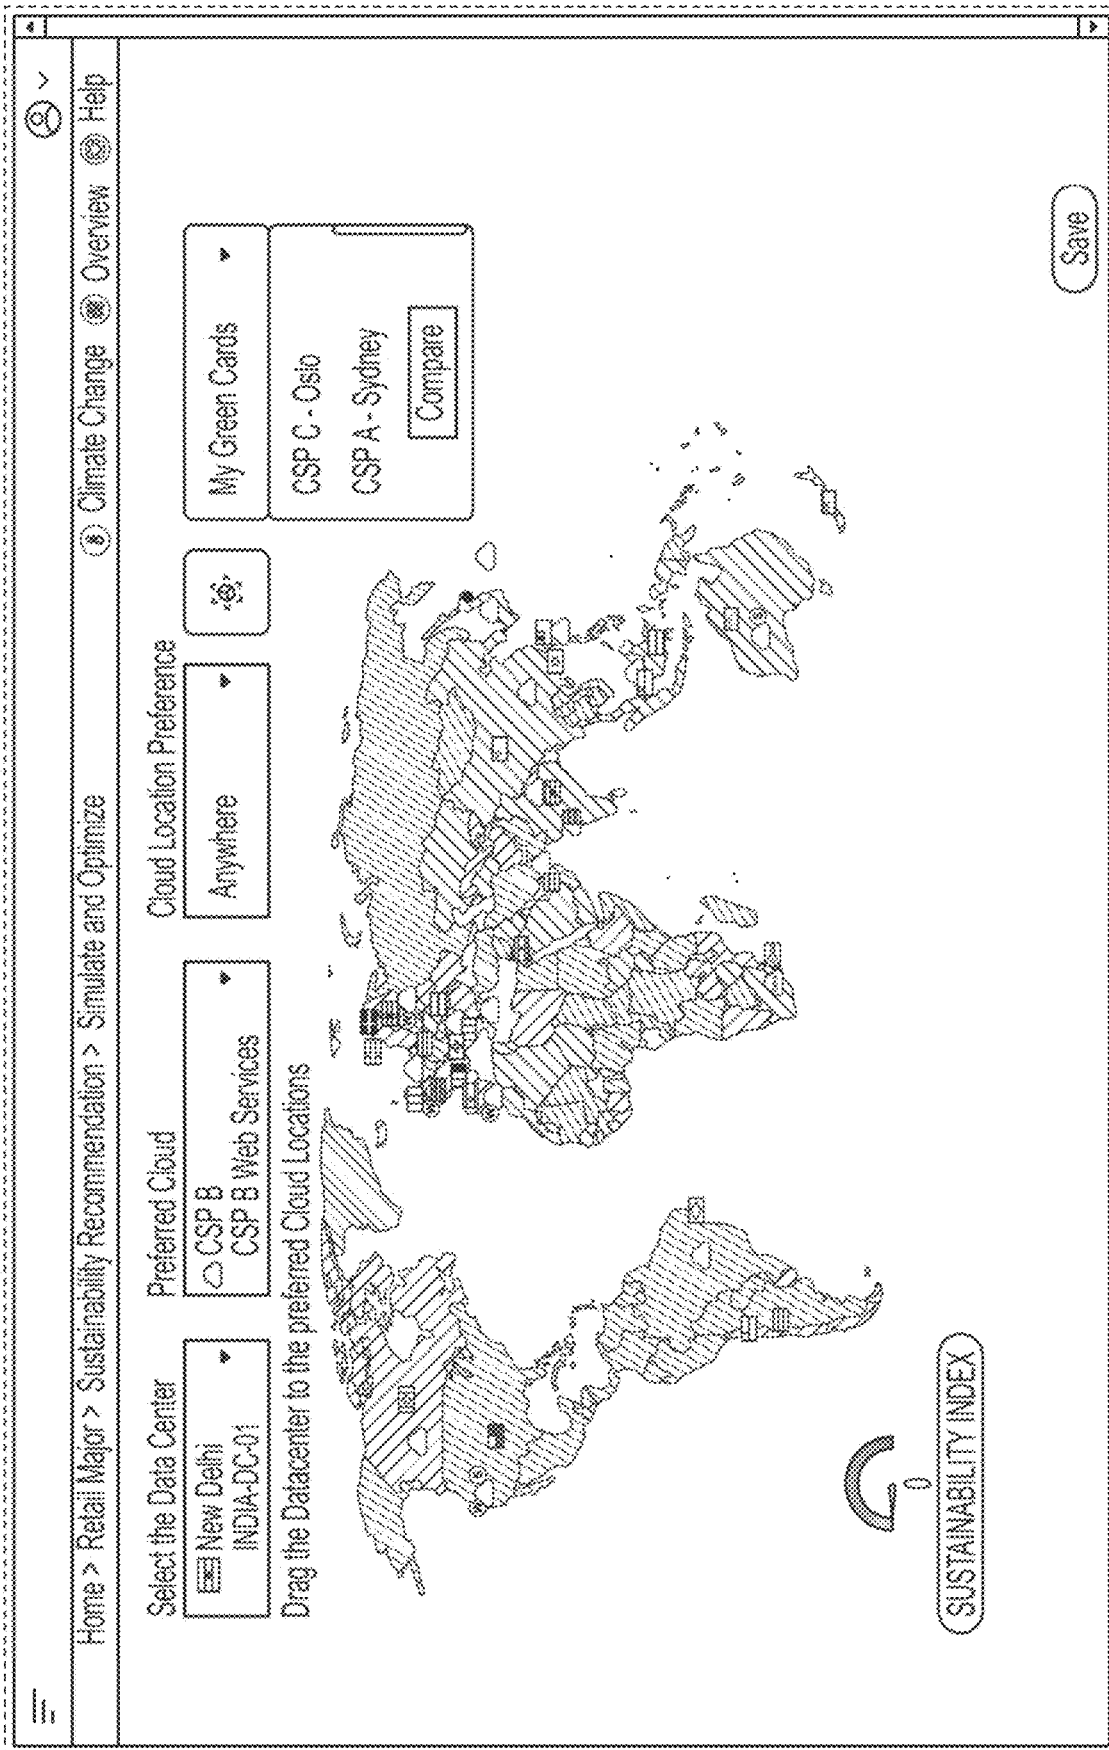 Home > Retail Major > Sustainability Recommendation > Simulate and Optimize
Climate Change Overview Help
Select the Data Center
New Delhi
INDIA-DC-01
Preferred Cloud
CSP B
CSP B Web Services
Cloud Location Preference
Anywhere
My Green Cards
CSP C - Oslo
CSP A - Sydney
Compare
Drag the Datacenter to the preferred Cloud Locations
0
SUSTAINABILITY INDEX
Save